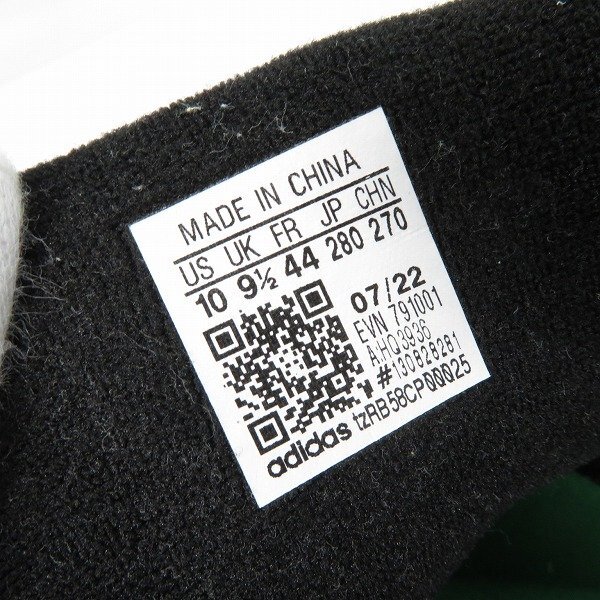 MADE IN CHINA
US UK FR JP CHN
10 9½ 44 280 270
07/22
EVN 791001
A.HQ3936
#130828281
adidas tzRB58CP00025